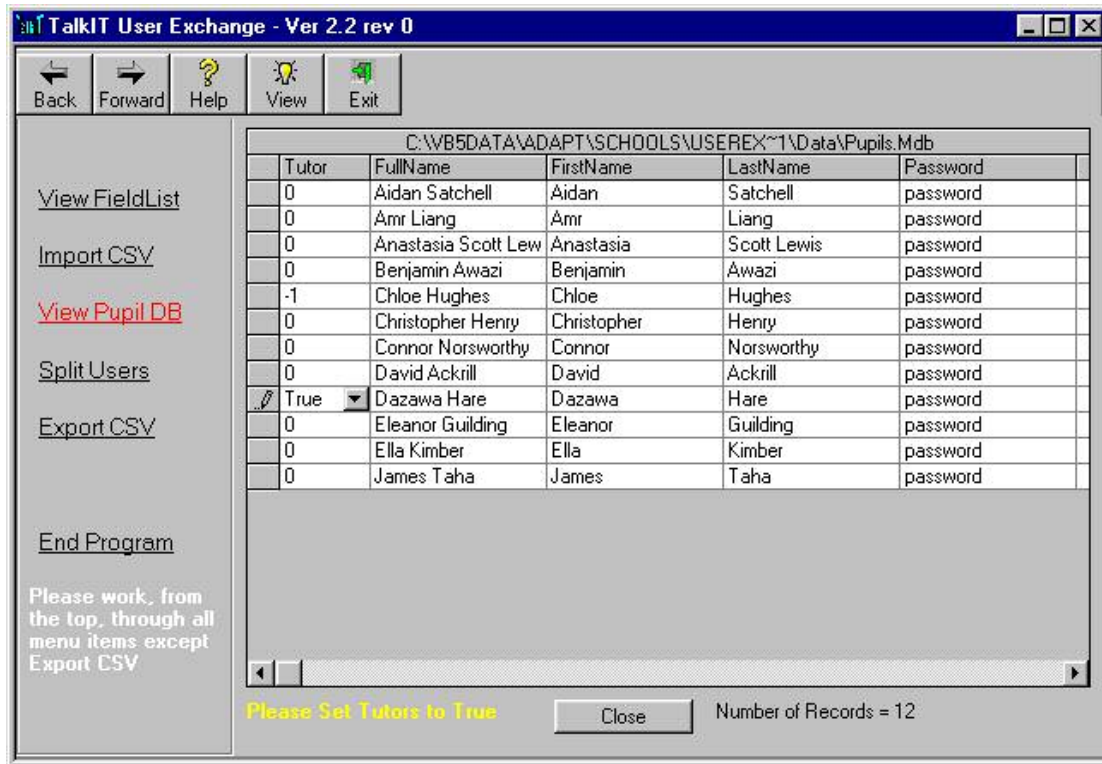 TalkIT User Exchange - Ver 2.2 rev 0
Back Forward Help View Exit
View FieldList
Import CSV
View Pupil DB
Split Users
Export CSV
End Program
Please work, from
the top, through all
menu items except
Export CSV
C:\VB5DATA\ADAPT\SCHOOLS\USEREX~1\Data\Pupils.Mdb
Tutor FullName FirstName LastName Password
0 Aidan Satchell Aidan Satchell password
0 Amr Liang Amr Liang password
0 Anastasia Scott Lew Anastasia Scott Lewis password
0 Benjamin Awazi Benjamin Awazi password
-1 Chloe Hughes Chloe Hughes password
0 Christopher Henry Christopher Henry password
0 Connor Norsworthy Connor Norsworthy password
0 David Ackrill David Ackrill password
True Dazawa Hare Dazawa Hare password
0 Eleanor Guilding Eleanor Guilding password
0 Ella Kimber Ella Kimber password
0 James Taha James Taha password
Please Set Tutors to True Close Number of Records = 12